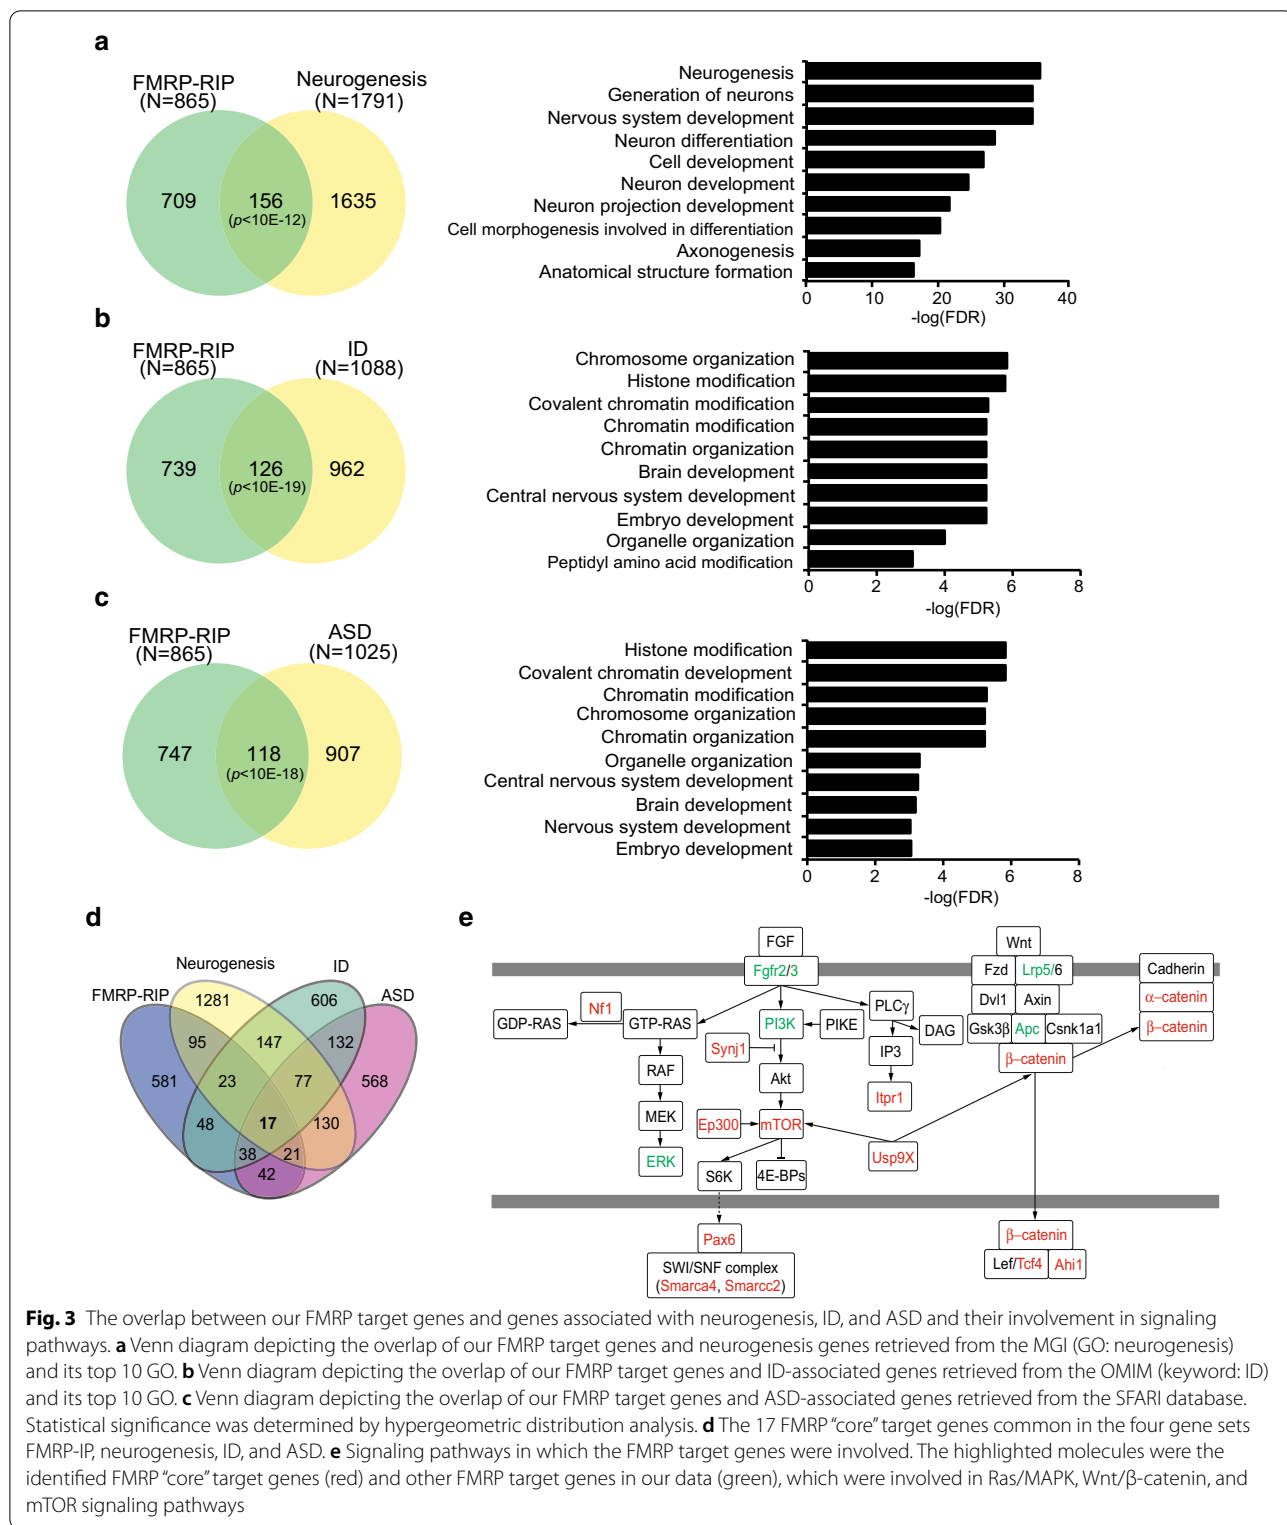 a
FMRP-RIP
(N=865)
Neurogenesis
(N=1791)
709
156
(p<10E-12)
1635
Neurogenesis
Generation of neurons
Nervous system development
Neuron differentiation
Cell development
Neuron development
Neuron projection development
Cell morphogenesis involved in differentiation
Axonogenesis
Anatomical structure formation
0 10 20 30 40
-log(FDR)
b
FMRP-RIP
(N=865)
ID
(N=1088)
739
126
(p<10E-19)
962
Chromosome organization
Histone modification
Covalent chromatin modification
Chromatin modification
Chromatin organization
Brain development
Central nervous system development
Embryo development
Organelle organization
Peptidyl amino acid modification
0 2 4 6 8
-log(FDR)
c
FMRP-RIP
(N=865)
ASD
(N=1025)
747
118
(p<10E-18)
907
Histone modification
Covalent chromatin development
Chromatin modification
Chromosome organization
Chromatin organization
Organelle organization
Central nervous system development
Brain development
Nervous system development
Embryo development
0 2 4 6 8
-log(FDR)
d
Neurogenesis
ID
FMRP-RIP
ASD
1281 606
95 147 132
581 23 77 568
48 17 130
38 21
42
e
FGF
Fgfr2/3
Nf1
GDP-RAS
GTP-RAS
PI3K
PIKE
PLCγ
DAG
Synj1
RAF
Akt
IP3
MEK
Ep300
mTOR
Itpr1
ERK
S6K
4E-BPs
Usp9X
Pax6
SWI/SNF complex
(Smarca4, Smarcc2)
Wnt
Fzd
Lrp5/6
Dvl1
Axin
Gsk3β
Apc
Csnk1a1
β–catenin
Cadherin
α–catenin
β–catenin
β–catenin
Lef/Tcf4
Ahi1
Fig. 3 The overlap between our FMRP target genes and genes associated with neurogenesis, ID, and ASD and their involvement in signaling
pathways. a Venn diagram depicting the overlap of our FMRP target genes and neurogenesis genes retrieved from the MGI (GO: neurogenesis)
and its top 10 GO. b Venn diagram depicting the overlap of our FMRP target genes and ID-associated genes retrieved from the OMIM (keyword: ID)
and its top 10 GO. c Venn diagram depicting the overlap of our FMRP target genes and ASD-associated genes retrieved from the SFARI database.
Statistical significance was determined by hypergeometric distribution analysis. d The 17 FMRP “core” target genes common in the four gene sets
FMRP-IP, neurogenesis, ID, and ASD. e Signaling pathways in which the FMRP target genes were involved. The highlighted molecules were the
identified FMRP “core” target genes (red) and other FMRP target genes in our data (green), which were involved in Ras/MAPK, Wnt/β-catenin, and
mTOR signaling pathways